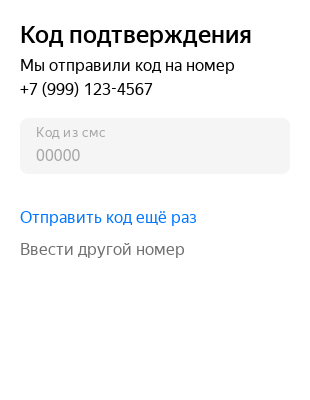 Код подтверждения
Мы отправили код на номер
+7 (999) 123-4567
Код из смс
00000
Отправить код ещё раз
Ввести другой номер